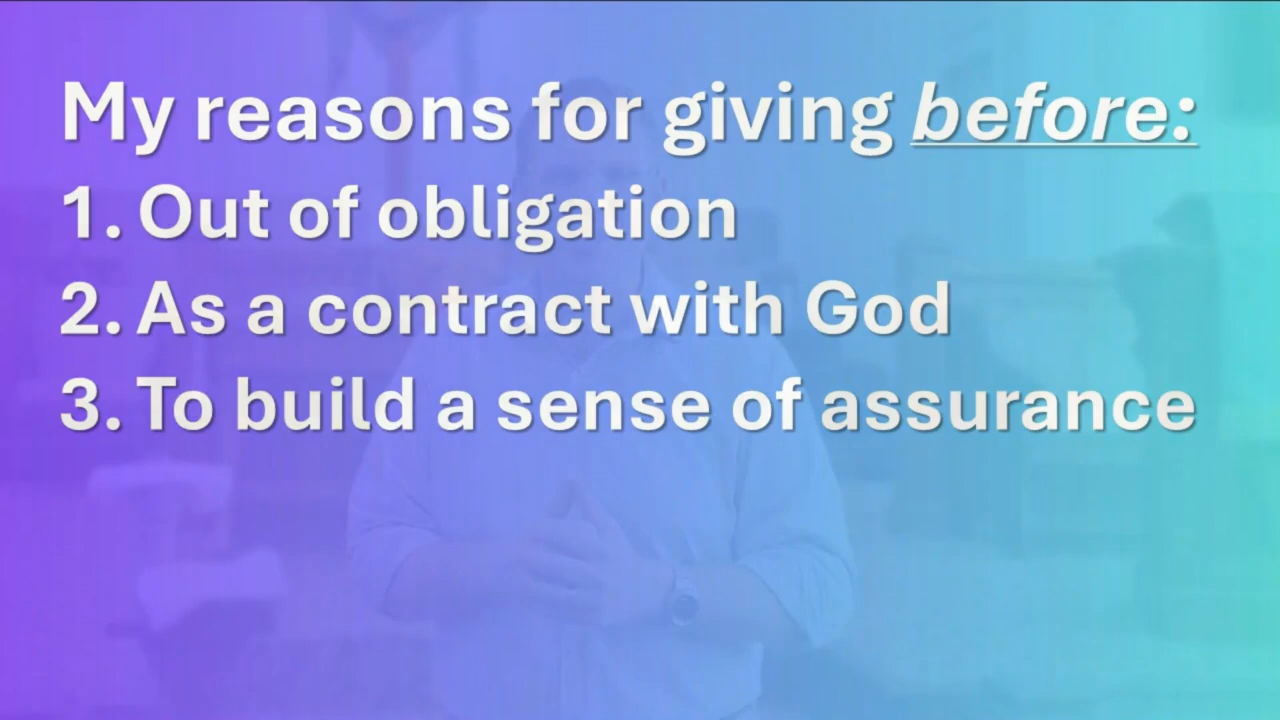 My reasons for giving before:
1. Out of obligation
2. As a contract with God
3. To build a sense of assurance